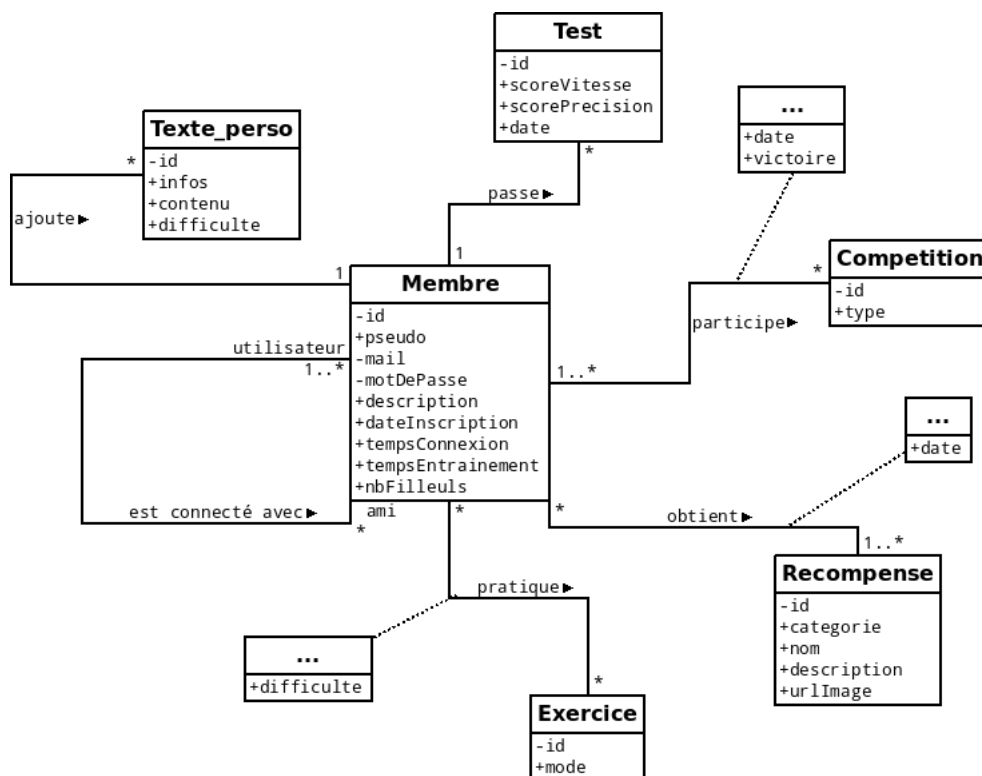 Test
-id
+scoreVitesse
+scorePrecision
+date
*
passe
1
Texte_perso
-id
+infos
+contenu
+difficulte
*
ajoute
1
...
+date
+victoire
Competition
-id
+type
*
participe
1..*
Membre
-id
+pseudo
-mail
-motDePasse
+description
+dateInscription
+tempsConnexion
+tempsEntrainement
+nbFilleuls
utilisateur
1..*
est connecté avec
ami
*
*
pratique
*
...
+difficulte
Exercice
-id
+mode
*
obtient
1..*
...
+date
Recompense
-id
+categorie
+nom
+description
+urlImage